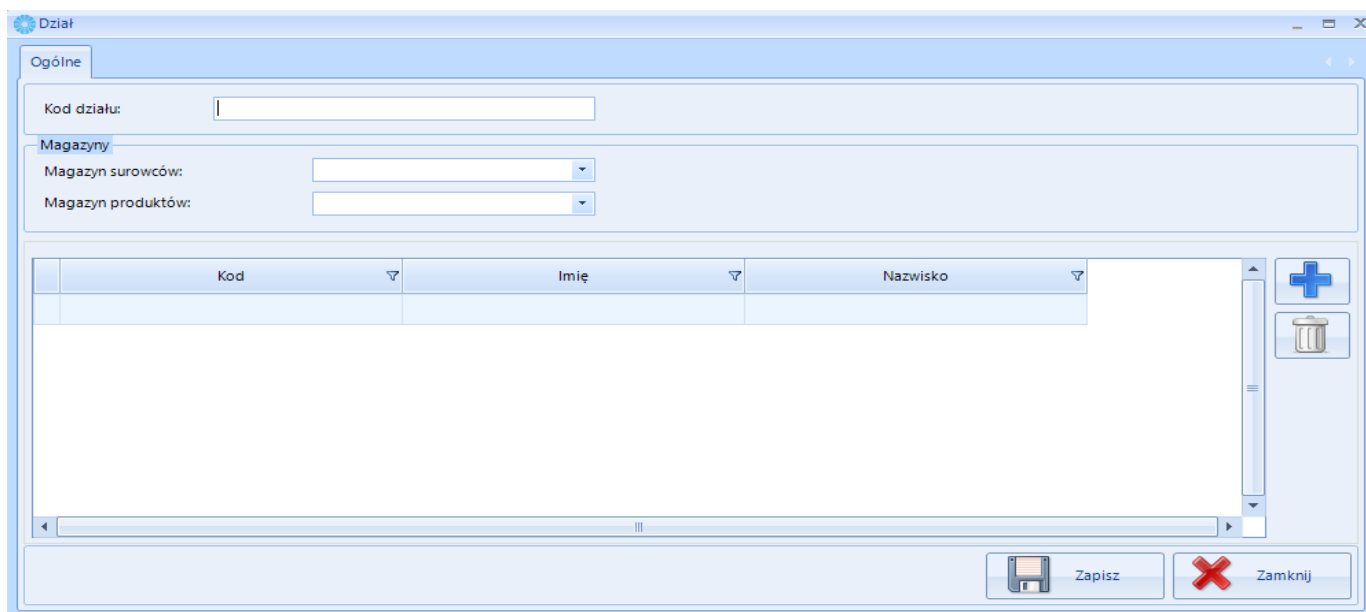 Dział
Ogólne
Kod działu:
Magazyny
Magazyn surowców:
Magazyn produktów:
Kod Imię Nazwisko
Zapisz Zamknij